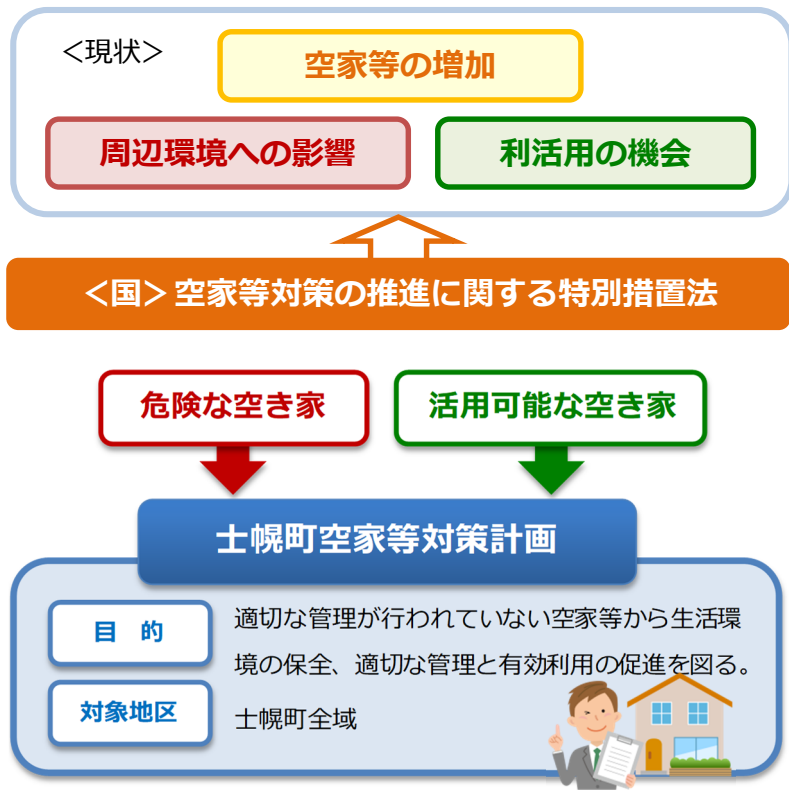 ＜現状＞
空家等の増加
周辺環境への影響
利活用の機会
＜国＞空家等対策の推進に関する特別措置法
危険な空き家
活用可能な空き家
士幌町空家等対策計画
目　的
適切な管理が行われていない空家等から生活環
境の保全、適切な管理と有効利用の促進を図る。
対象地区
士幌町全域